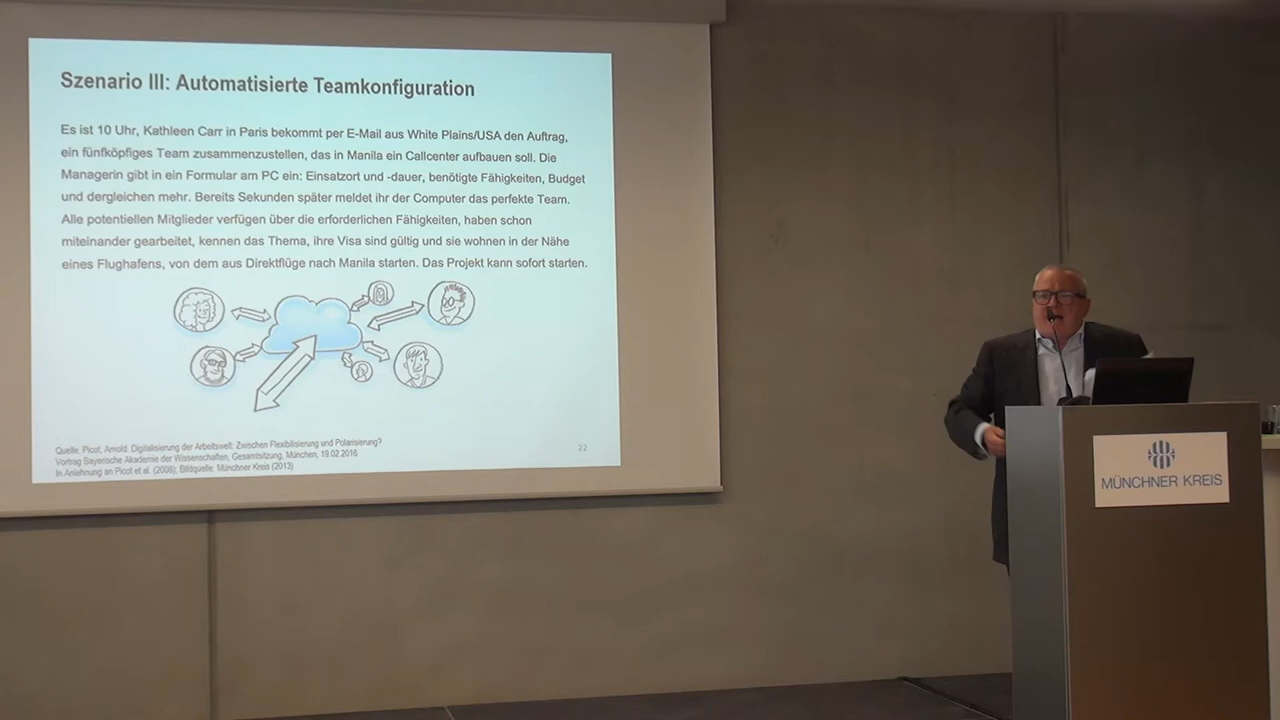 Szenario III: Automatisierte Teamkonfiguration
Es ist 10 Uhr, Kathleen Carr in Paris bekommt per E-Mail aus White Plains/USA den Auftrag,
ein fünfköpfiges Team zusammenzustellen, das in Manila ein Callcenter aufbauen soll. Die
Managerin gibt in ein Formular am PC ein: Einsatzort und -dauer, benötigte Fähigkeiten, Budget
und dergleichen mehr. Bereits Sekunden später meldet ihr der Computer das perfekte Team.
Alle potentiellen Mitglieder verfügen über die erforderlichen Fähigkeiten, haben schon
miteinander gearbeitet, kennen das Thema, ihre Visa sind gültig und sie wohnen in der Nähe
eines Flughafens, von dem aus Direktflüge nach Manila starten. Das Projekt kann sofort starten.
Quelle: Picot, Arnold. Digitalisierung der Arbeitswelt: Zwischen Flexibilisierung und Polarisierung?
Vortrag Bayerische Akademie der Wissenschaften, Gesamtsitzung, München, 19.02.2016
In Anlehnung an Picot et al. (2008); Bildquelle: Münchner Kreis (2013)
22
MÜNCHNER KREIS